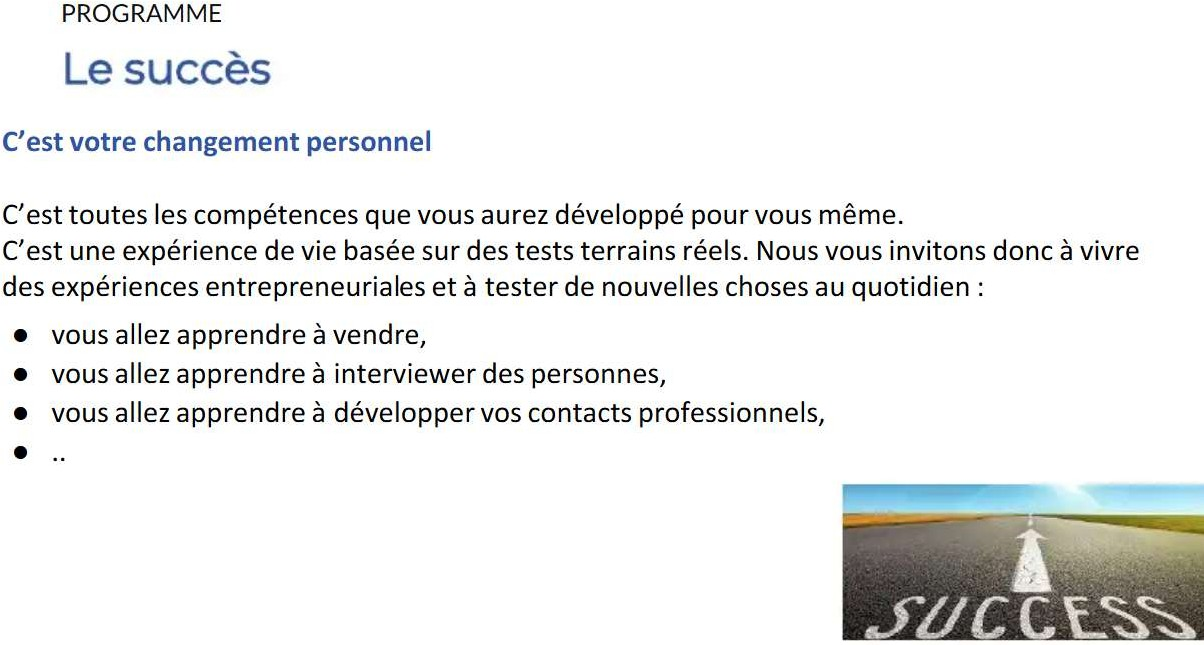 PROGRAMME
Le succès
C’est votre changement personnel
C’est toutes les compétences que vous aurez développé pour vous même.
C’est une expérience de vie basée sur des tests terrains réels. Nous vous invitons donc à vivre
des expériences entrepreneuriales et à tester de nouvelles choses au quotidien :
● vous allez apprendre à vendre,
● vous allez apprendre à interviewer des personnes,
● vous allez apprendre à développer vos contacts professionnels,
● ..
SUCCESS